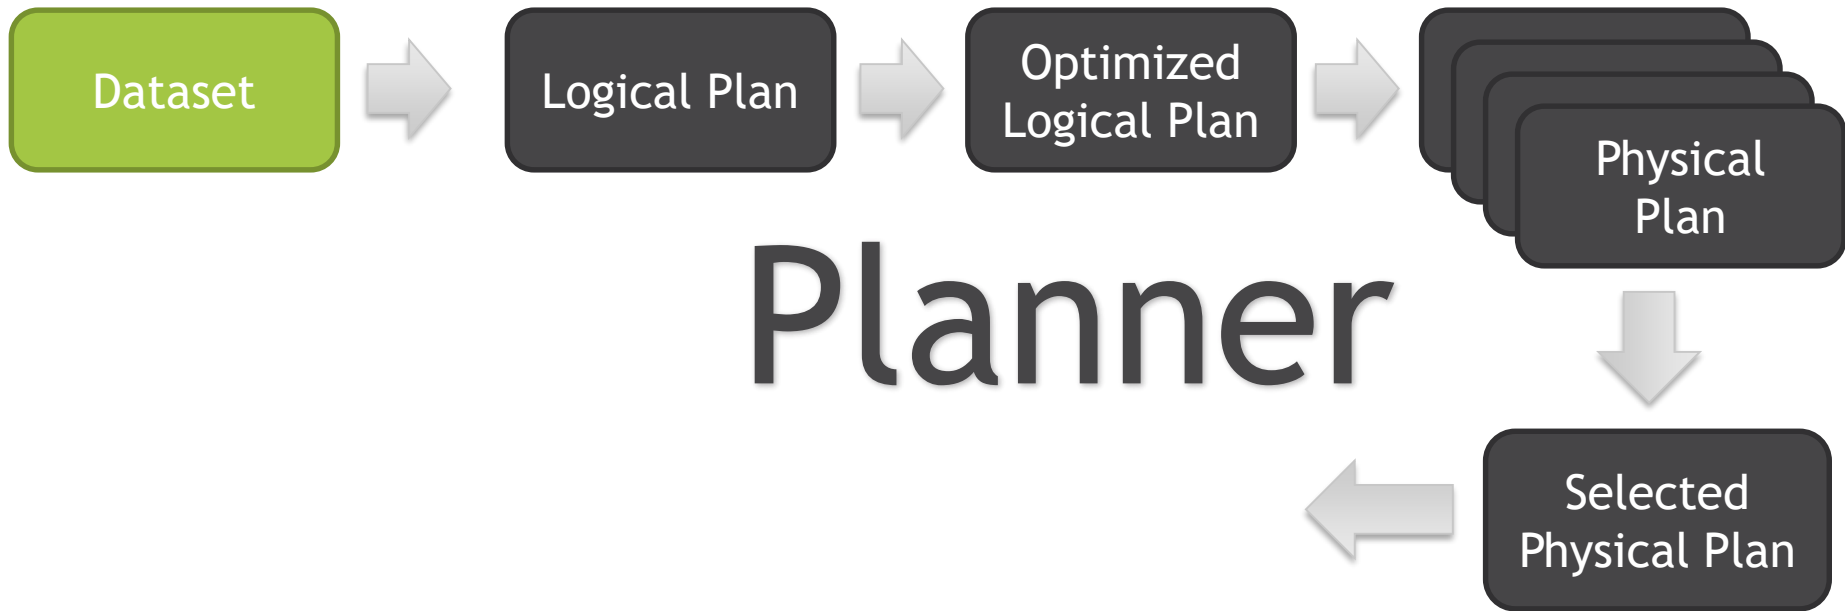 Dataset
Logical Plan
Optimized
Logical Plan
Physical
Plan
Planner
Selected
Physical Plan